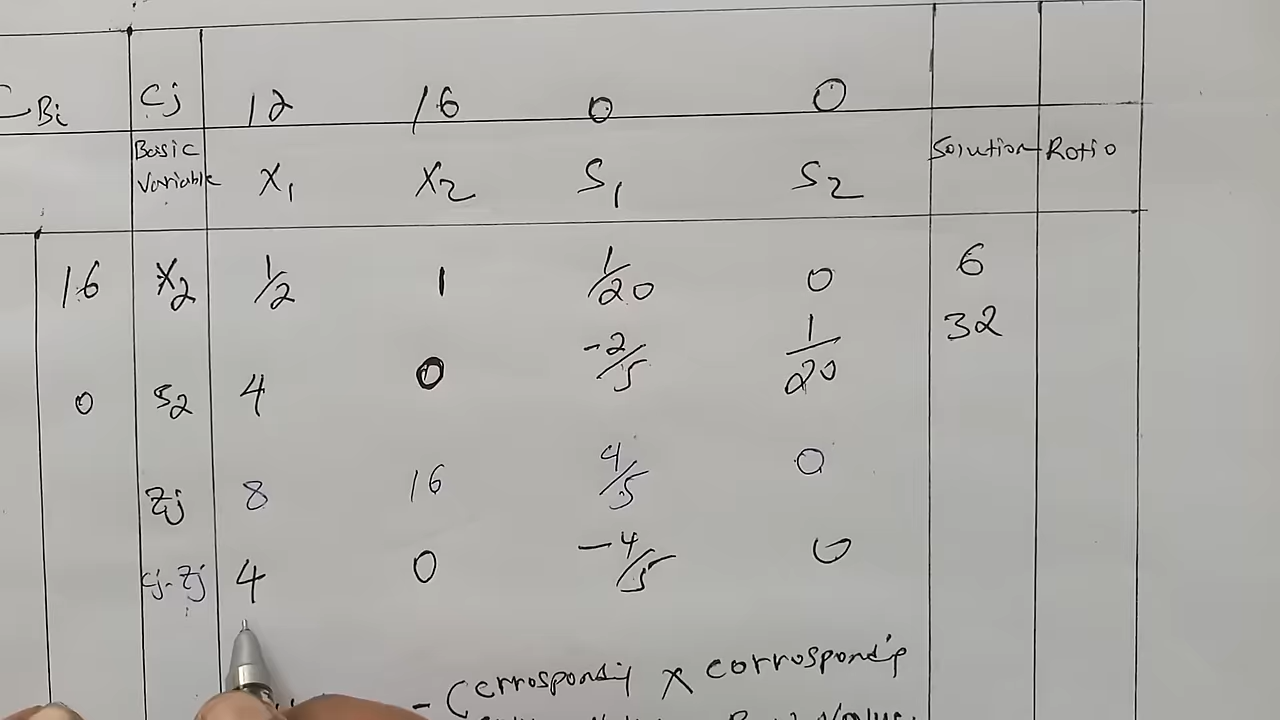 CBi Cj 12 16 0 0
Basic Variable X1 X2 S1 S2 Solution Ratio
16 X2 1/2 1 1/20 0 6
0 S2 4 0 -2/5 1/20 32
Zj 8 16 4/5 0
Cj-Zj 4 0 -4/5 0
- (errosponding X corrosponding